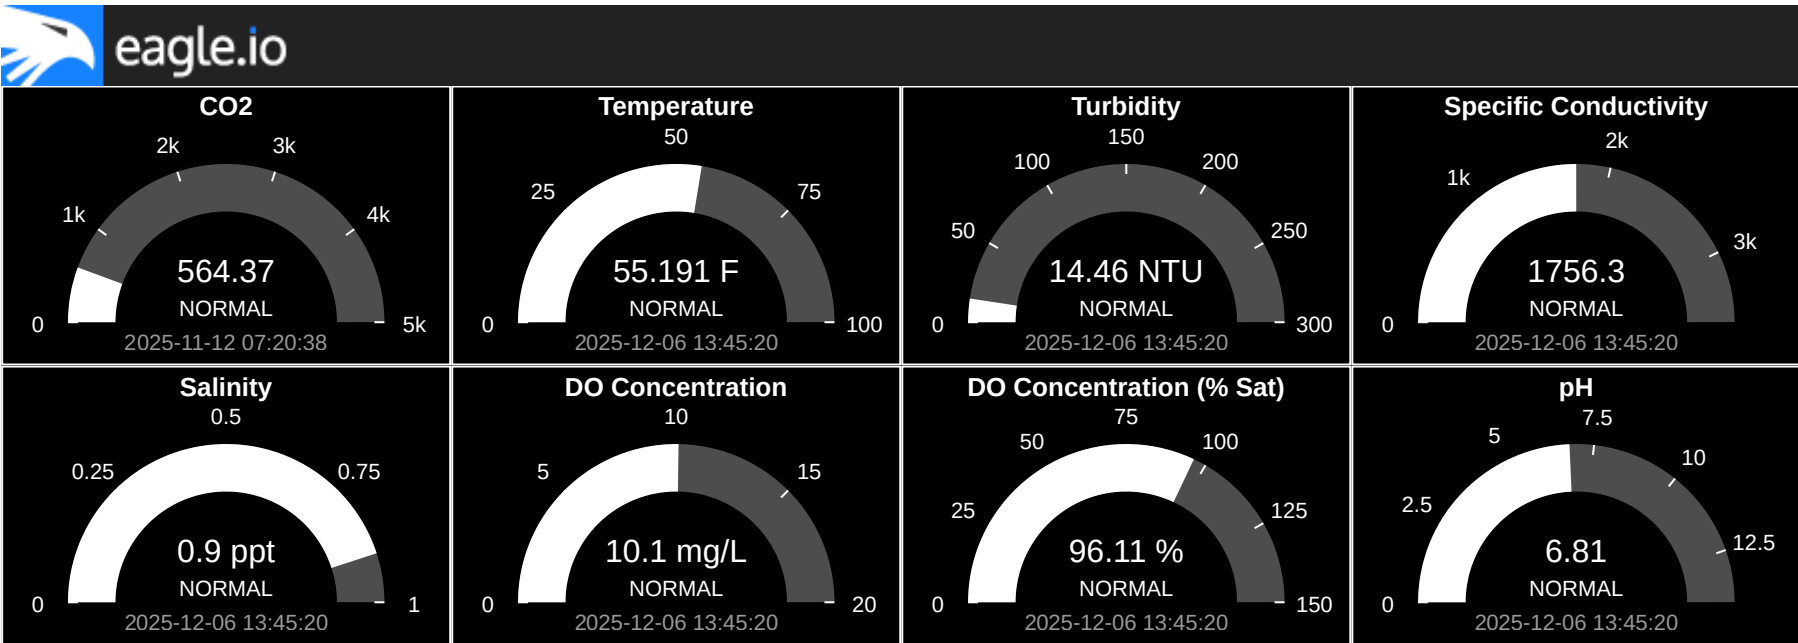 eagle.io
CO2
2k 3k
1k 4k
564.37
NORMAL
0 5k
2025-11-12 07:20:38
Temperature
50
25 75
55.191 F
NORMAL
0 100
2025-12-06 13:45:20
Turbidity
150
100 200
50 250
14.46 NTU
NORMAL
0 300
2025-12-06 13:45:20
Specific Conductivity
2k
1k
3k
1756.3
NORMAL
0
2025-12-06 13:45:20
Salinity
0.5
0.25 0.75
0.9 ppt
NORMAL
0 1
2025-12-06 13:45:20
DO Concentration
10
5 15
10.1 mg/L
NORMAL
0 20
2025-12-06 13:45:20
DO Concentration (% Sat)
75
50 100
25 125
96.11 %
NORMAL
0 150
2025-12-06 13:45:20
pH
7.5
5
10
2.5
12.5
6.81
NORMAL
0
2025-12-06 13:45:20